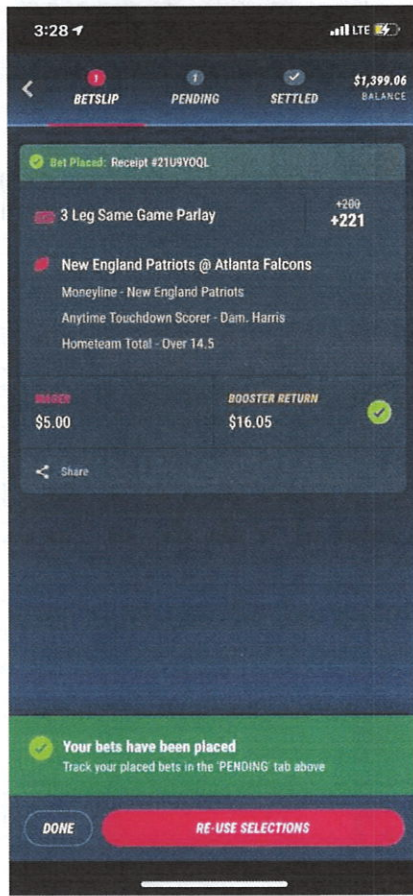 3:28
LTE
1 1
BETSLIP PENDING SETTLED $1,399.06
BALANCE
Bet Placed: Receipt #21U9Y0QL
3 Leg Same Game Parlay +200
+221
New England Patriots @ Atlanta Falcons
Moneyline - New England Patriots
Anytime Touchdown Scorer - Dam. Harris
Hometeam Total - Over 14.5
WAGER BOOSTER RETURN
$5.00 $16.05
Share
Your bets have been placed
Track your placed bets in the 'PENDING' tab above
DONE RE-USE SELECTIONS